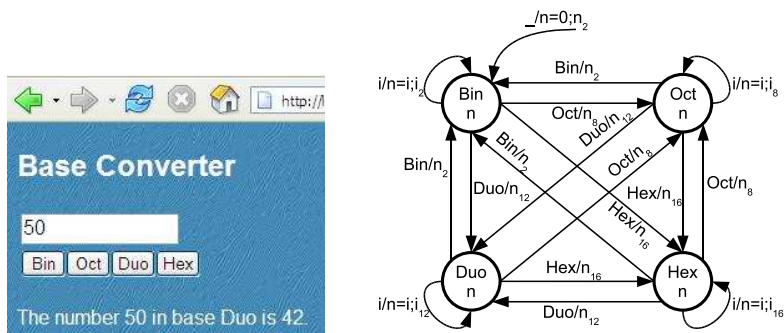 http://l
Base Converter
50
Bin Oct Duo Hex
The number 50 in base Duo is 42.
_/n=0;n2
i/n=i;i2
Bin
n
Bin/n2
Oct/n8
Oct
n
i/n=i;i8
Duo/n12
Oct/n8
Bin/n2
Hex/n16
Bin/n2
Duo/n12
Hex/n16
Oct/n8
Duo
n
i/n=i;i12
Hex/n16
Duo/n12
Hex
n
i/n=i;i16